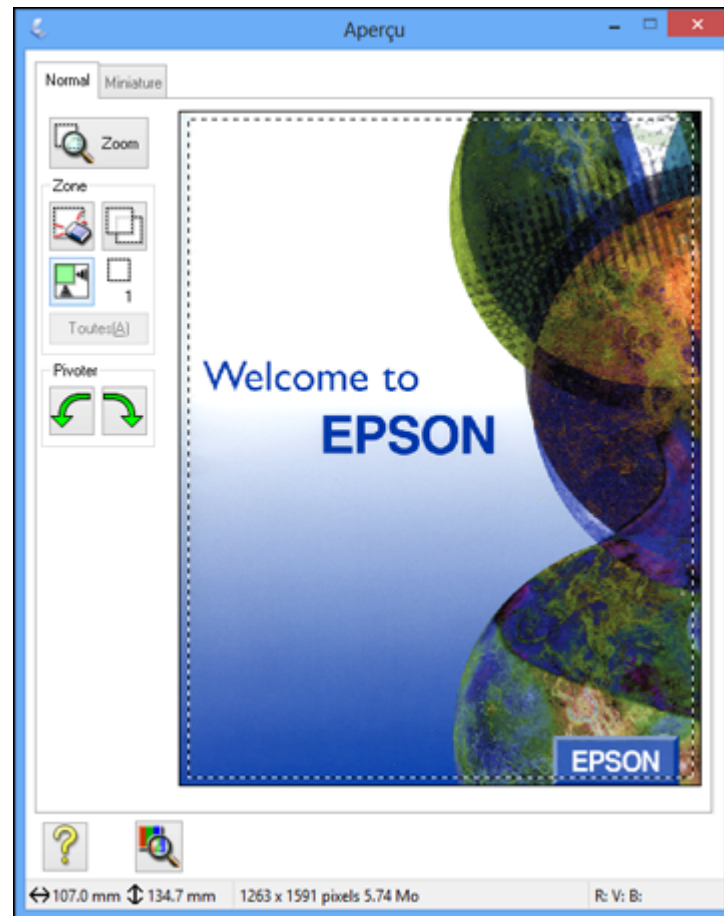 Aperçu
Normal Miniature
Zoom
Zone
1
Toutes(A)
Pivoter
Welcome to
EPSON
EPSON
107.0 mm 134.7 mm 1263 x 1591 pixels 5.74 Mo R: V: B: